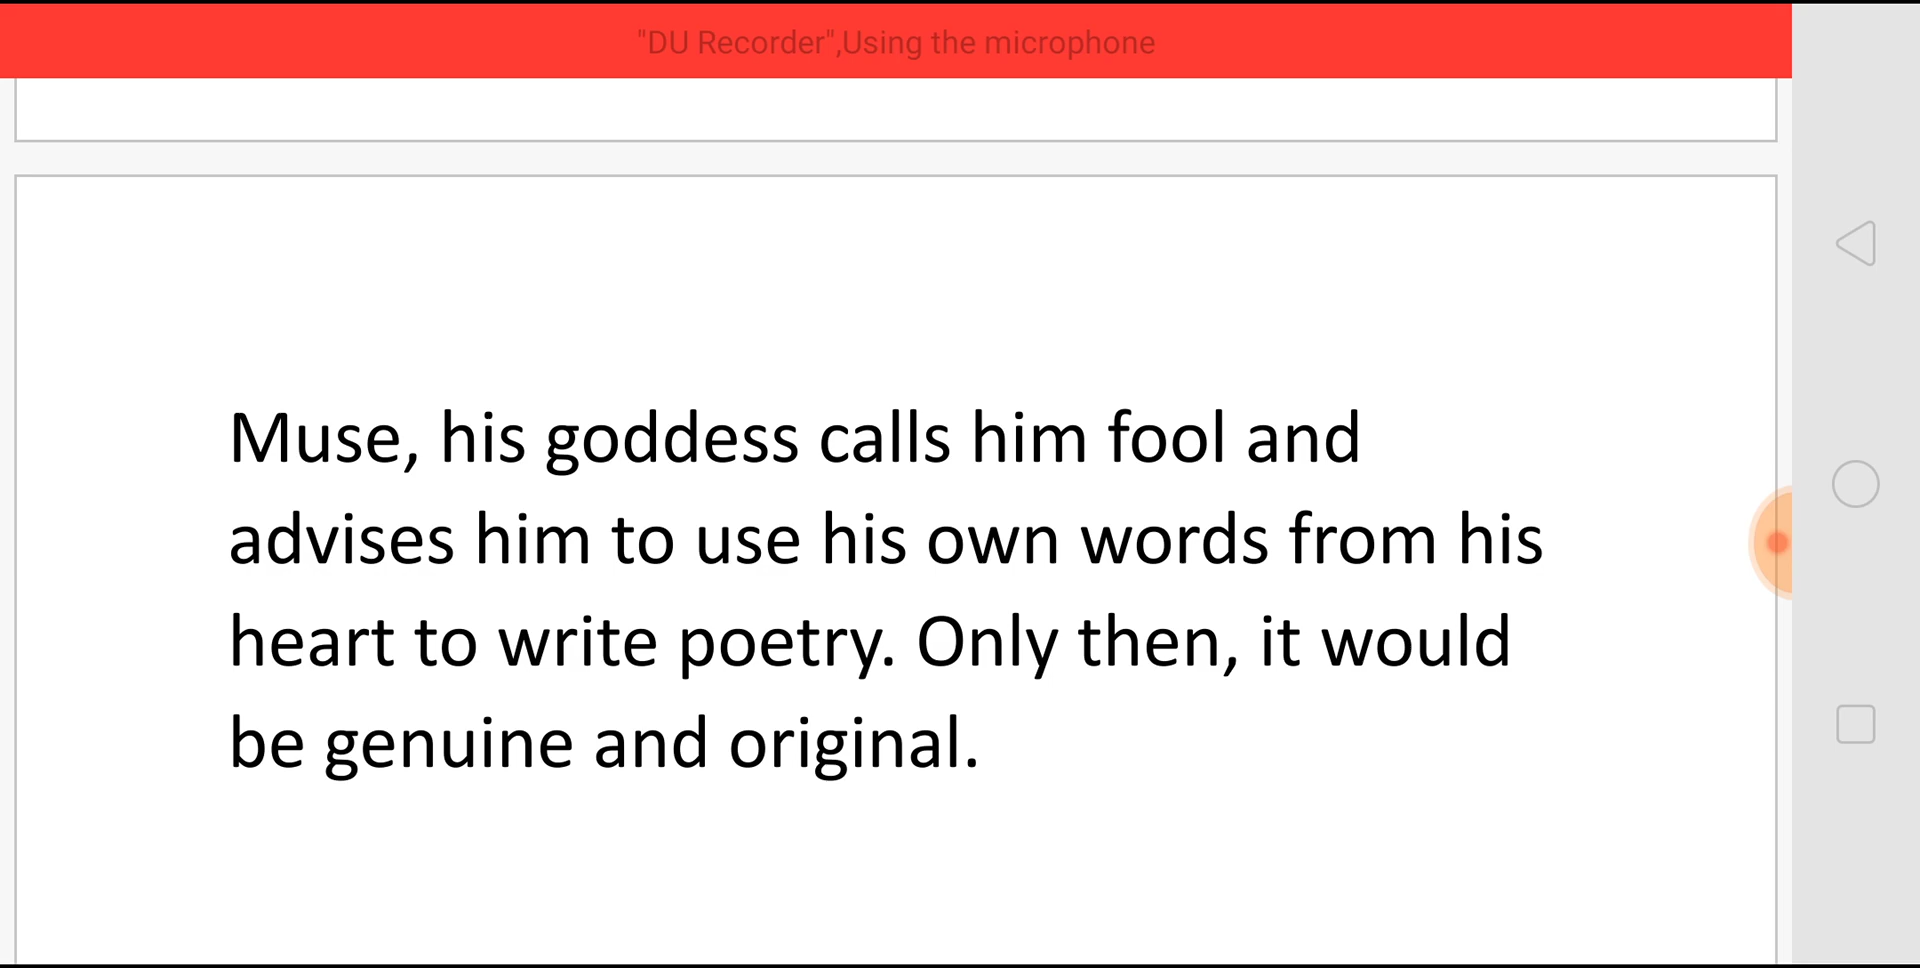 "DU Recorder",Using the microphone
Muse, his goddess calls him fool and
advises him to use his own words from his
heart to write poetry. Only then, it would
be genuine and original.